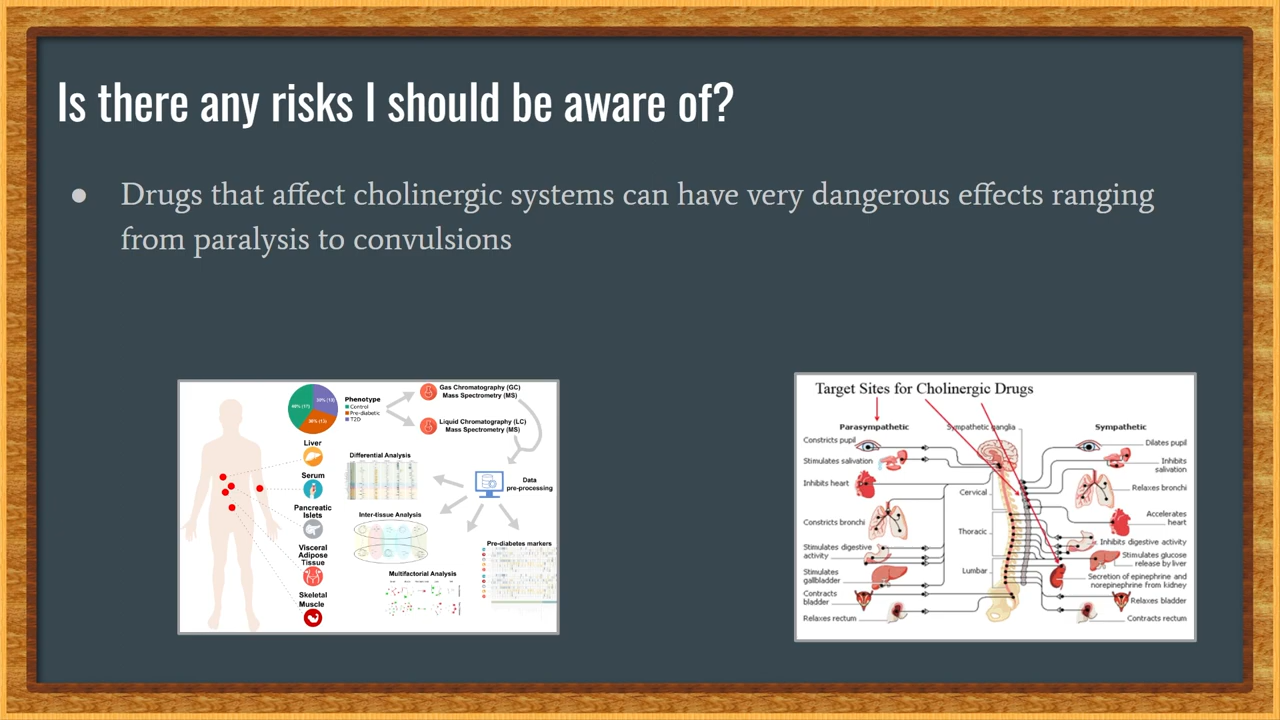 Is there any risks I should be aware of?
● Drugs that affect cholinergic systems can have very dangerous effects ranging
from paralysis to convulsions
Phenotype
Control
Pre-diabetic
T2D
Gas Chromatography (GC)
Mass Spectrometry (MS)
Liquid Chromatography (LC)
Mass Spectrometry (MS)
Liver
Serum
Pancreatic
Islets
Visceral
Adipose
Tissue
Skeletal
Muscle
Differential Analysis
Data
pre-processing
Inter-tissue Analysis
Pre-diabetes markers
Multifactorial Analysis
Target Sites for Cholinergic Drugs
Parasympathetic
Sympathetic ganglia
Sympathetic
Constricts pupil
Stimulates salivation
Inhibits heart
Constricts bronchi
Stimulates digestive
activity
Stimulates
gallbladder
Contracts
bladder
Relaxes rectum
Cervical
Thoracic
Lumbar
Dilates pupil
Inhibits
salivation
Relaxes bronchi
Accelerates
heart
Inhibits digestive activity
Stimulates glucose
release by liver
Secretion of epinephrine and
norepinephrine from kidney
Relaxes bladder
Contracts rectum